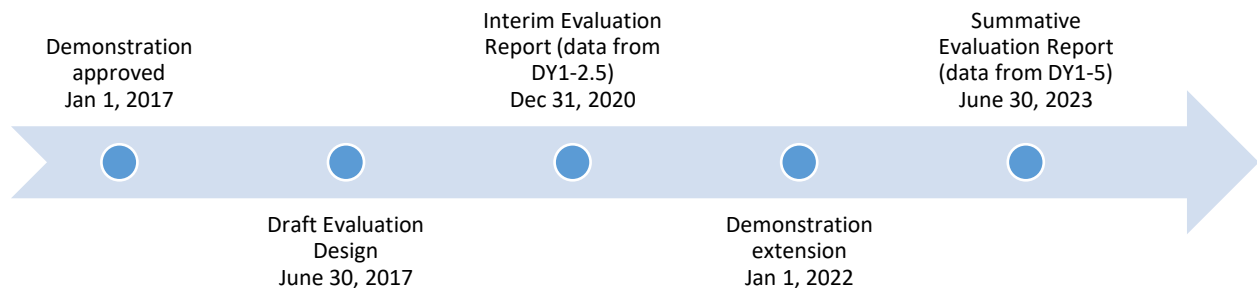 Demonstration
approved
Jan 1, 2017
Draft Evaluation
Design
June 30, 2017
Interim Evaluation
Report (data from
DY1-2.5)
Dec 31, 2020
Demonstration
extension
Jan 1, 2022
Summative
Evaluation Report
(data from DY1-5)
June 30, 2023